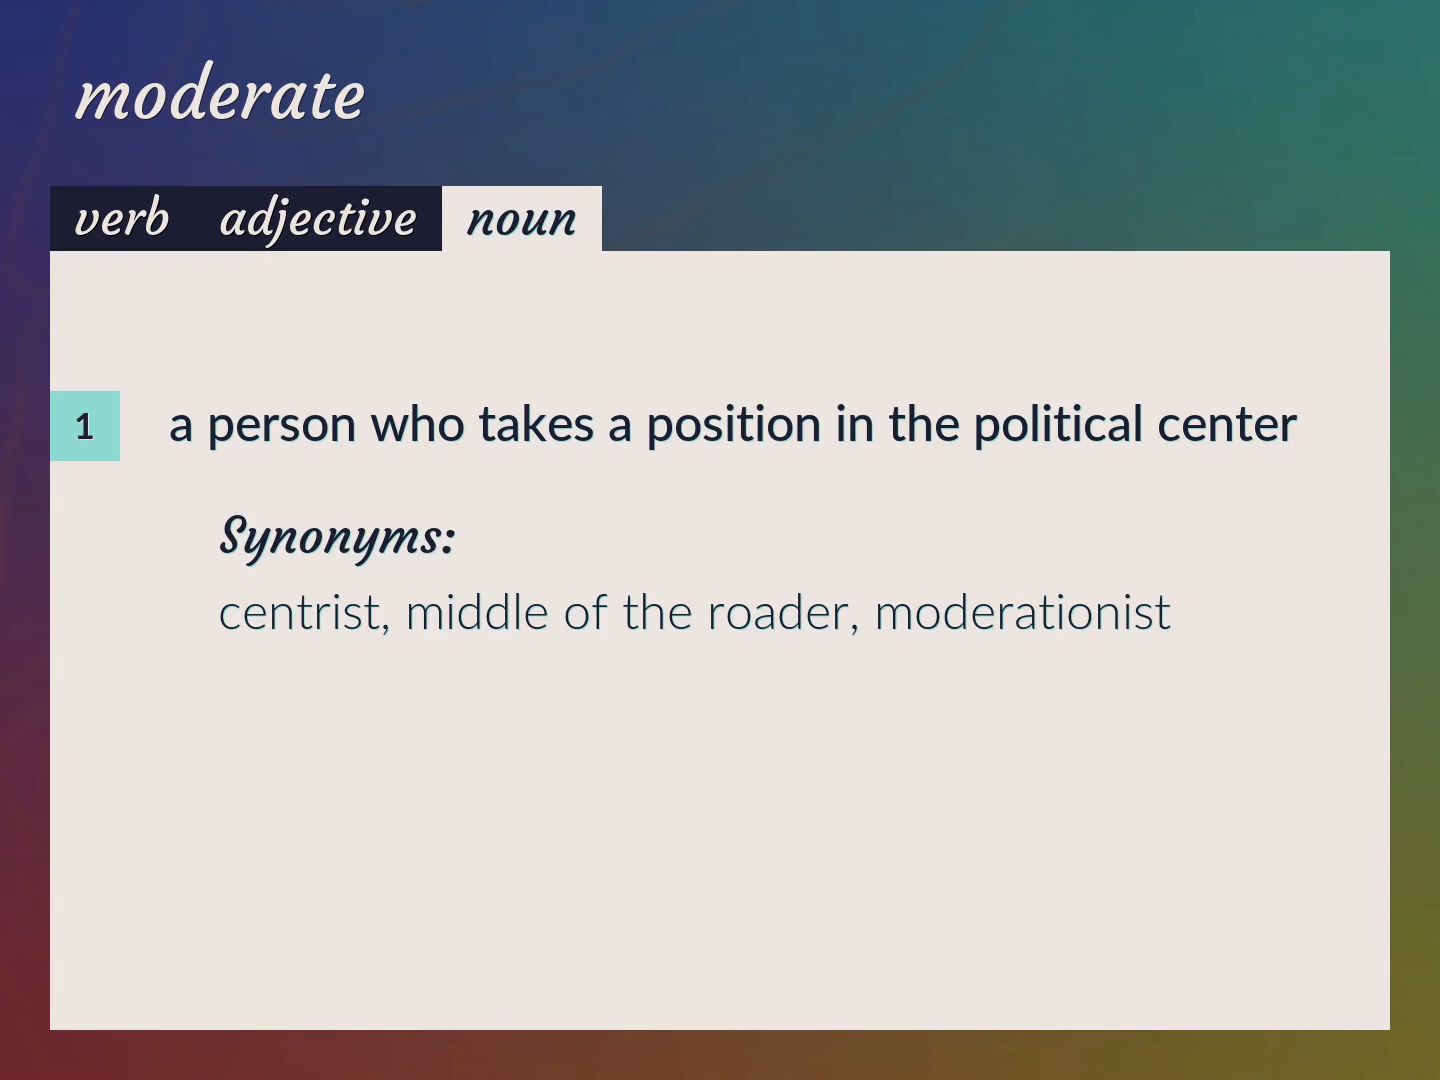 moderate
verb adjective noun
1 a person who takes a position in the political center
Synonyms:
centrist, middle of the roader, moderationist